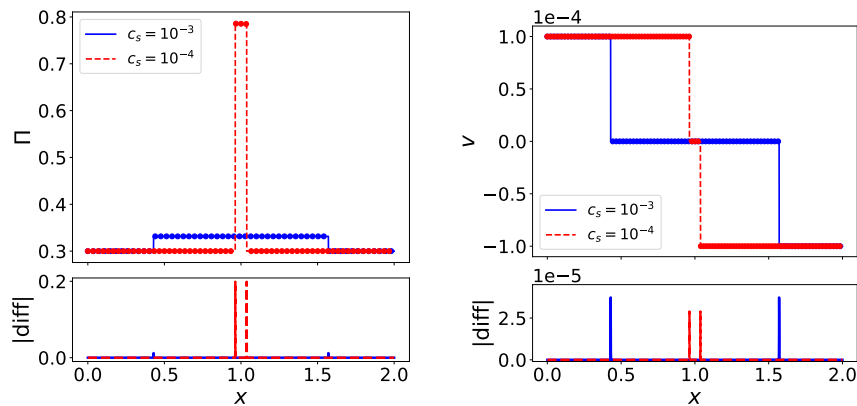 0.8
0.7
0.6
0.5
0.4
0.3
Π
c_s = 10^{-3}
c_s = 10^{-4}
0.2
0.0
|diff|
0.0 0.5 1.0 1.5 2.0
x
1e−4
1.0
0.5
0.0
−0.5
−1.0
v
c_s = 10^{-3}
c_s = 10^{-4}
1e−5
2.5
0.0
|diff|
0.0 0.5 1.0 1.5 2.0
x